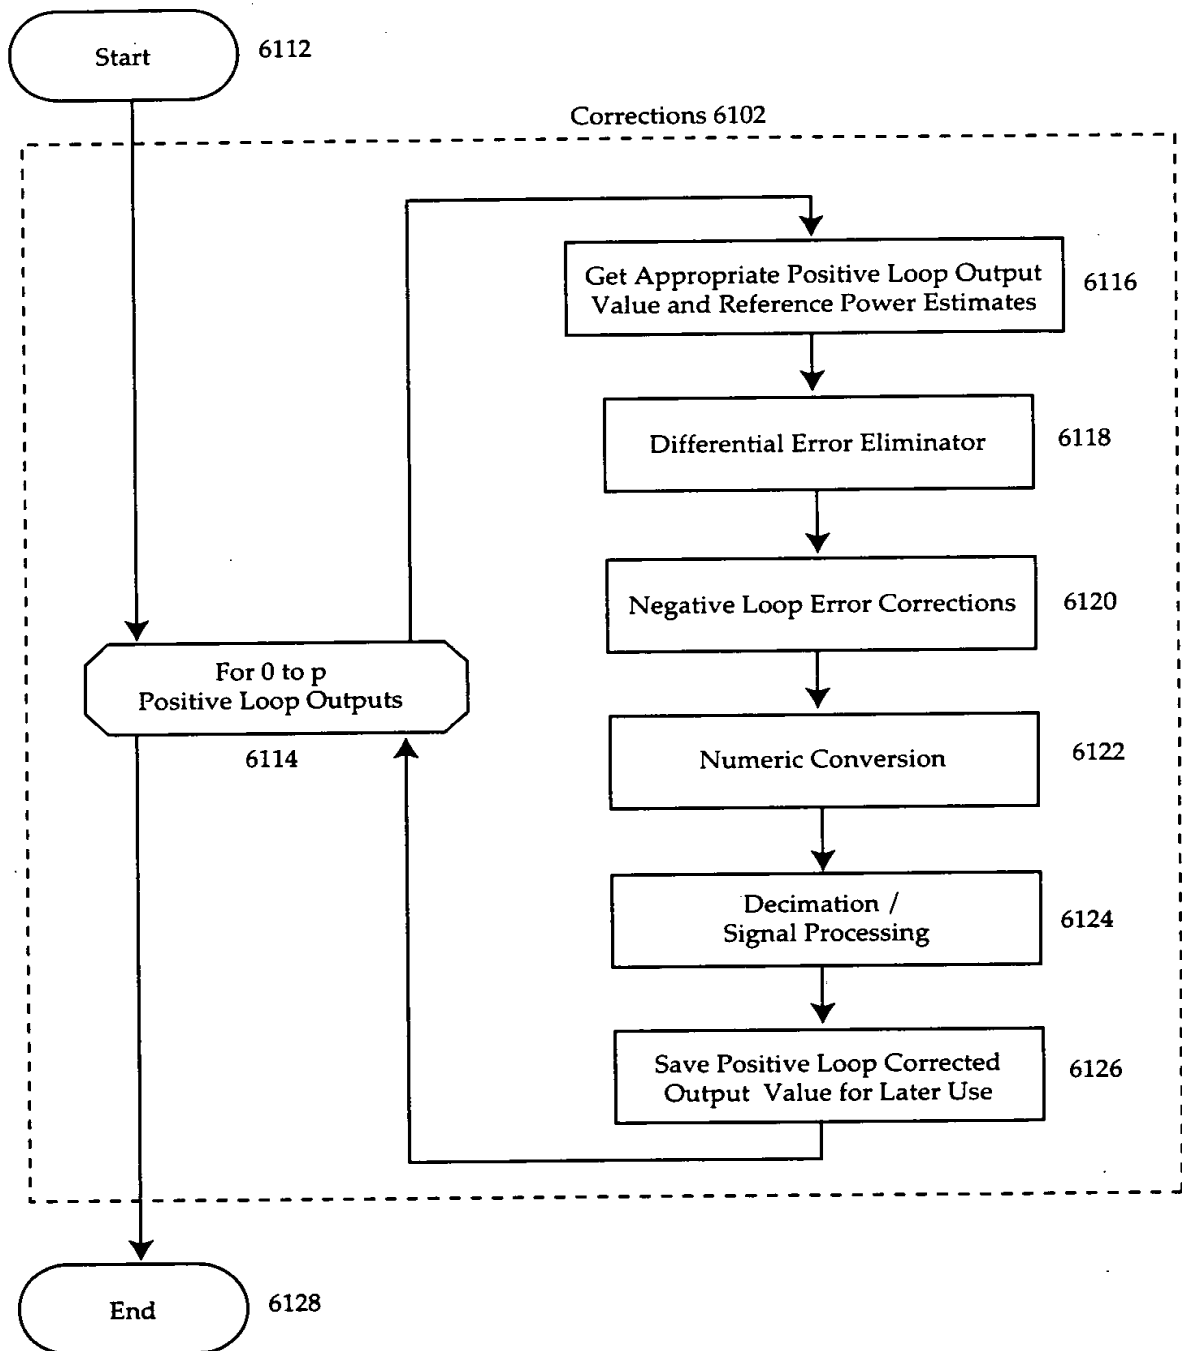 Start
6112
Corrections 6102
Get Appropriate Positive Loop Output
Value and Reference Power Estimates
6116
Differential Error Eliminator
6118
Negative Loop Error Corrections
6120
For 0 to p
Positive Loop Outputs
6114
Numeric Conversion
6122
Decimation /
Signal Processing
6124
Save Positive Loop Corrected
Output Value for Later Use
6126
End
6128